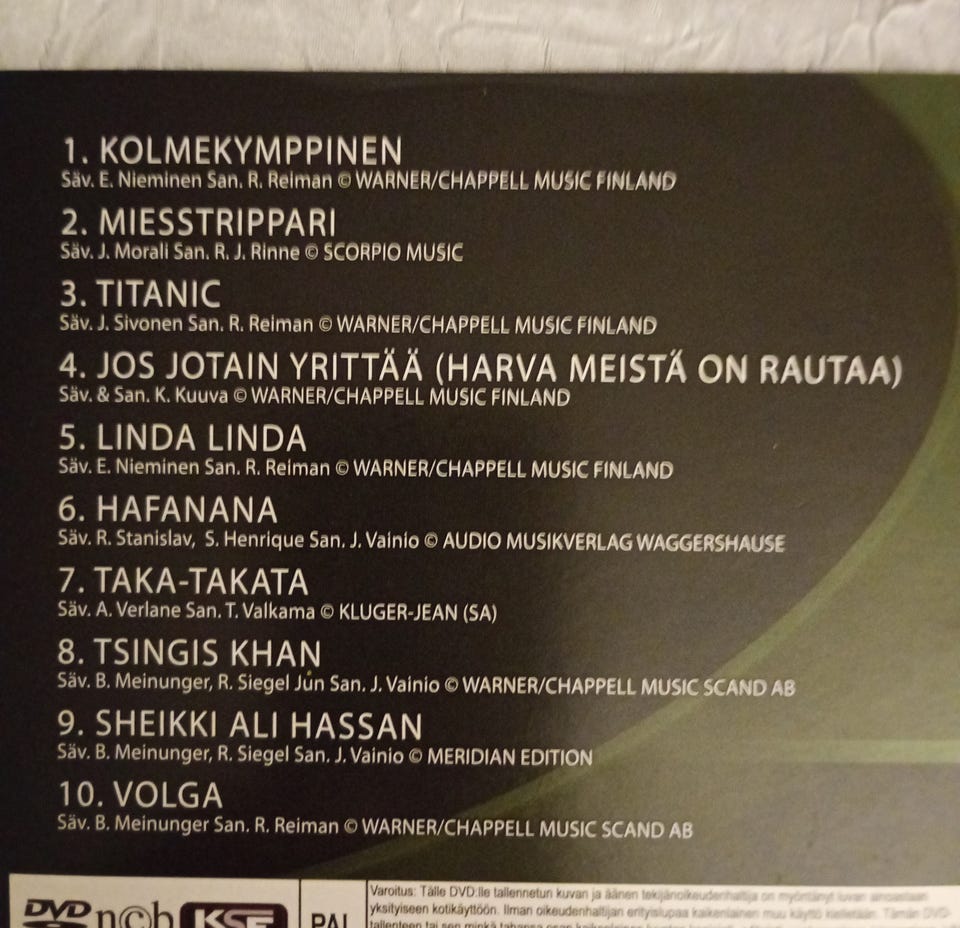 1. KOLMEKYMPPINEN
Säv. E. Nieminen San. R. Reiman © WARNER/CHAPPELL MUSIC FINLAND
2. MIESSTRIPPARI
Säv. J. Morali San. R. J. Rinne © SCORPIO MUSIC
3. TITANIC
Säv. J. Sivonen San. R. Reiman © WARNER/CHAPPELL MUSIC FINLAND
4. JOS JOTAIN YRITTÄÄ (HARVA MEISTÄ ON RAUTAA)
Säv. & San. K. Kuuva © WARNER/CHAPPELL MUSIC FINLAND
5. LINDA LINDA
Säv. E. Nieminen San. R. Reiman © WARNER/CHAPPELL MUSIC FINLAND
6. HAFANANA
Säv. R. Stanislav, S. Henrique San. J. Vainio © AUDIO MUSIKVERLAG WAGGERSHAUSE
7. TAKA-TAKATA
Säv. A. Verlane San. T. Valkama © KLUGER-JEAN (SA)
8. TSINGIS KHAN
Säv. B. Meinunger, R. Siegel Jun San. J. Vainio © WARNER/CHAPPELL MUSIC SCAND AB
9. SHEIKKI ALI HASSAN
Säv. B. Meinunger, R. Siegel San. J. Vainio © MERIDIAN EDITION
10. VOLGA
Säv. B. Meinunger San. R. Reiman © WARNER/CHAPPELL MUSIC SCAND AB
DVD n©b KSF PAL
Varoitus: Tälle DVD:lle tallennetun kuvan ja äänen tekijänoikeudenhaltija on myöntänyt luvan ainoastaan
yksityiseen kotikäyttöön. Ilman oikeudenhaltijan erityislupaa kaikenlainen muu käyttö kielletään. Tämän DVD-